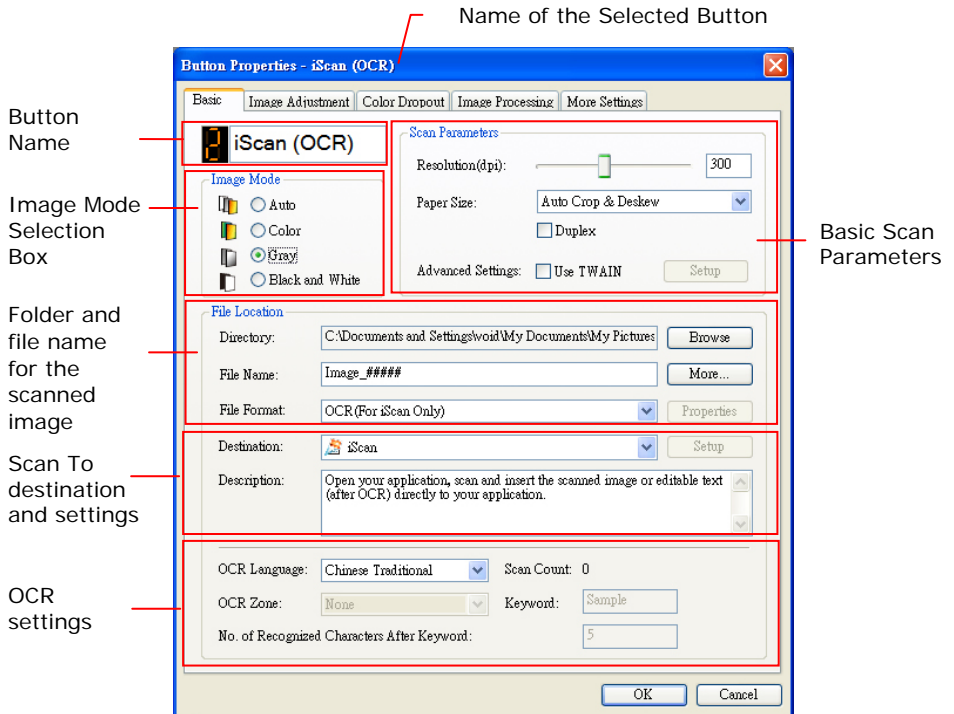 Name of the Selected Button
Button Properties - iScan (OCR)
Basic Image Adjustment Color Dropout Image Processing More Settings
Button
Name
2 iScan (OCR)
Image Mode
Selection
Box
Image Mode
Auto
Color
Gray
Black and White
Scan Parameters
Resolution(dpi): 300
Paper Size: Auto Crop & Deskew
Duplex
Advanced Settings: Use TWAIN Setup
Basic Scan
Parameters
Folder and
file name
for the
scanned
image
File Location
Directory: C:\Documents and Settings\void\My Documents\My Pictures Browse
File Name: Image_##### More...
File Format: OCR(For iScan Only) Properties
Scan To
destination
and settings
Destination: iScan Setup
Description: Open your application, scan and insert the scanned image or editable text
(after OCR) directly to your application.
OCR
settings
OCR Language: Chinese Traditional Scan Count: 0
OCR Zone: None Keyword: Sample
No. of Recognized Characters After Keyword: 5
OK Cancel